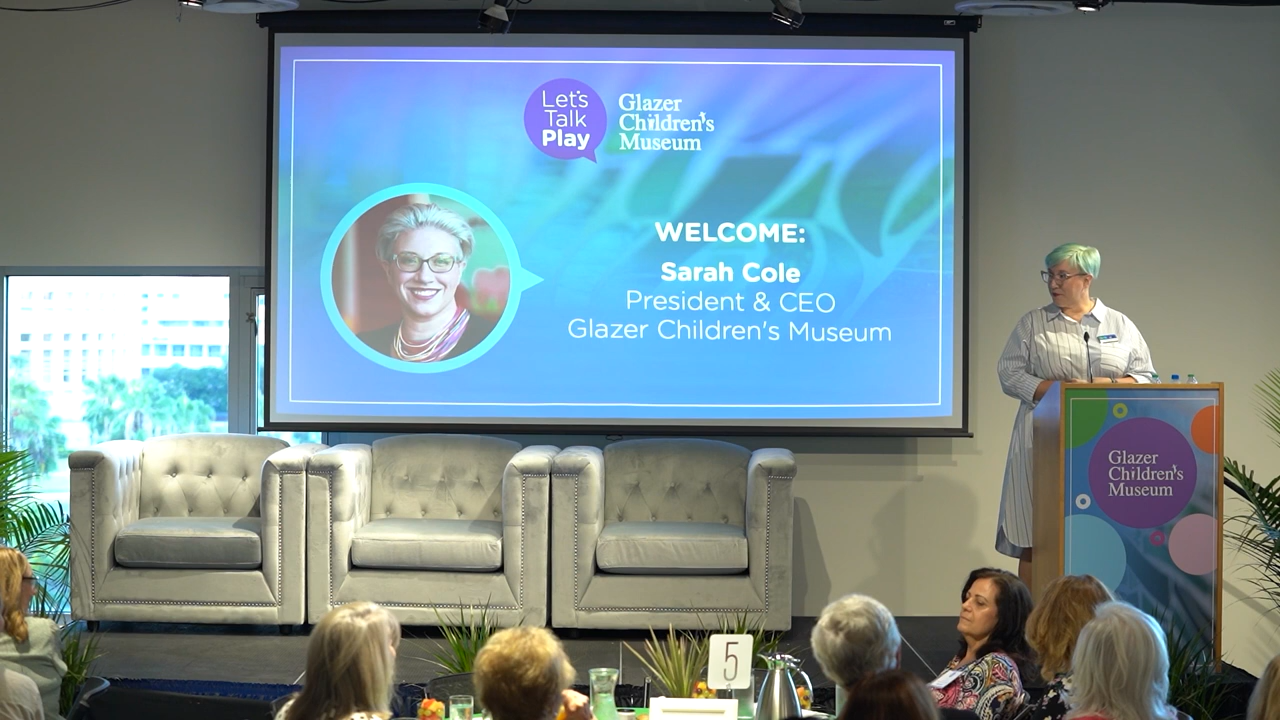 Let's
Talk
Play
Glazer
Children's
Museum
WELCOME:
Sarah Cole
President & CEO
Glazer Children's Museum
Glazer
Children's
Museum
5